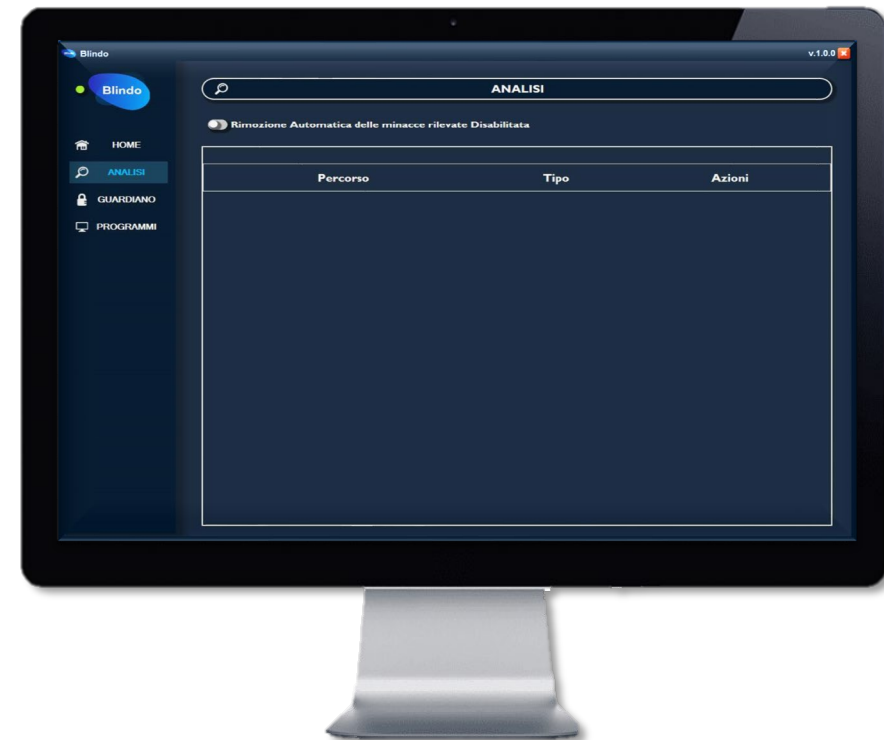 Blindo
v.1.0.0
Blindo
ANALISI
Rimozione Automatica delle minacce rilevate Disabilitata
HOME
ANALISI
GUARDIANO
PROGRAMMI
Percorso Tipo Azioni